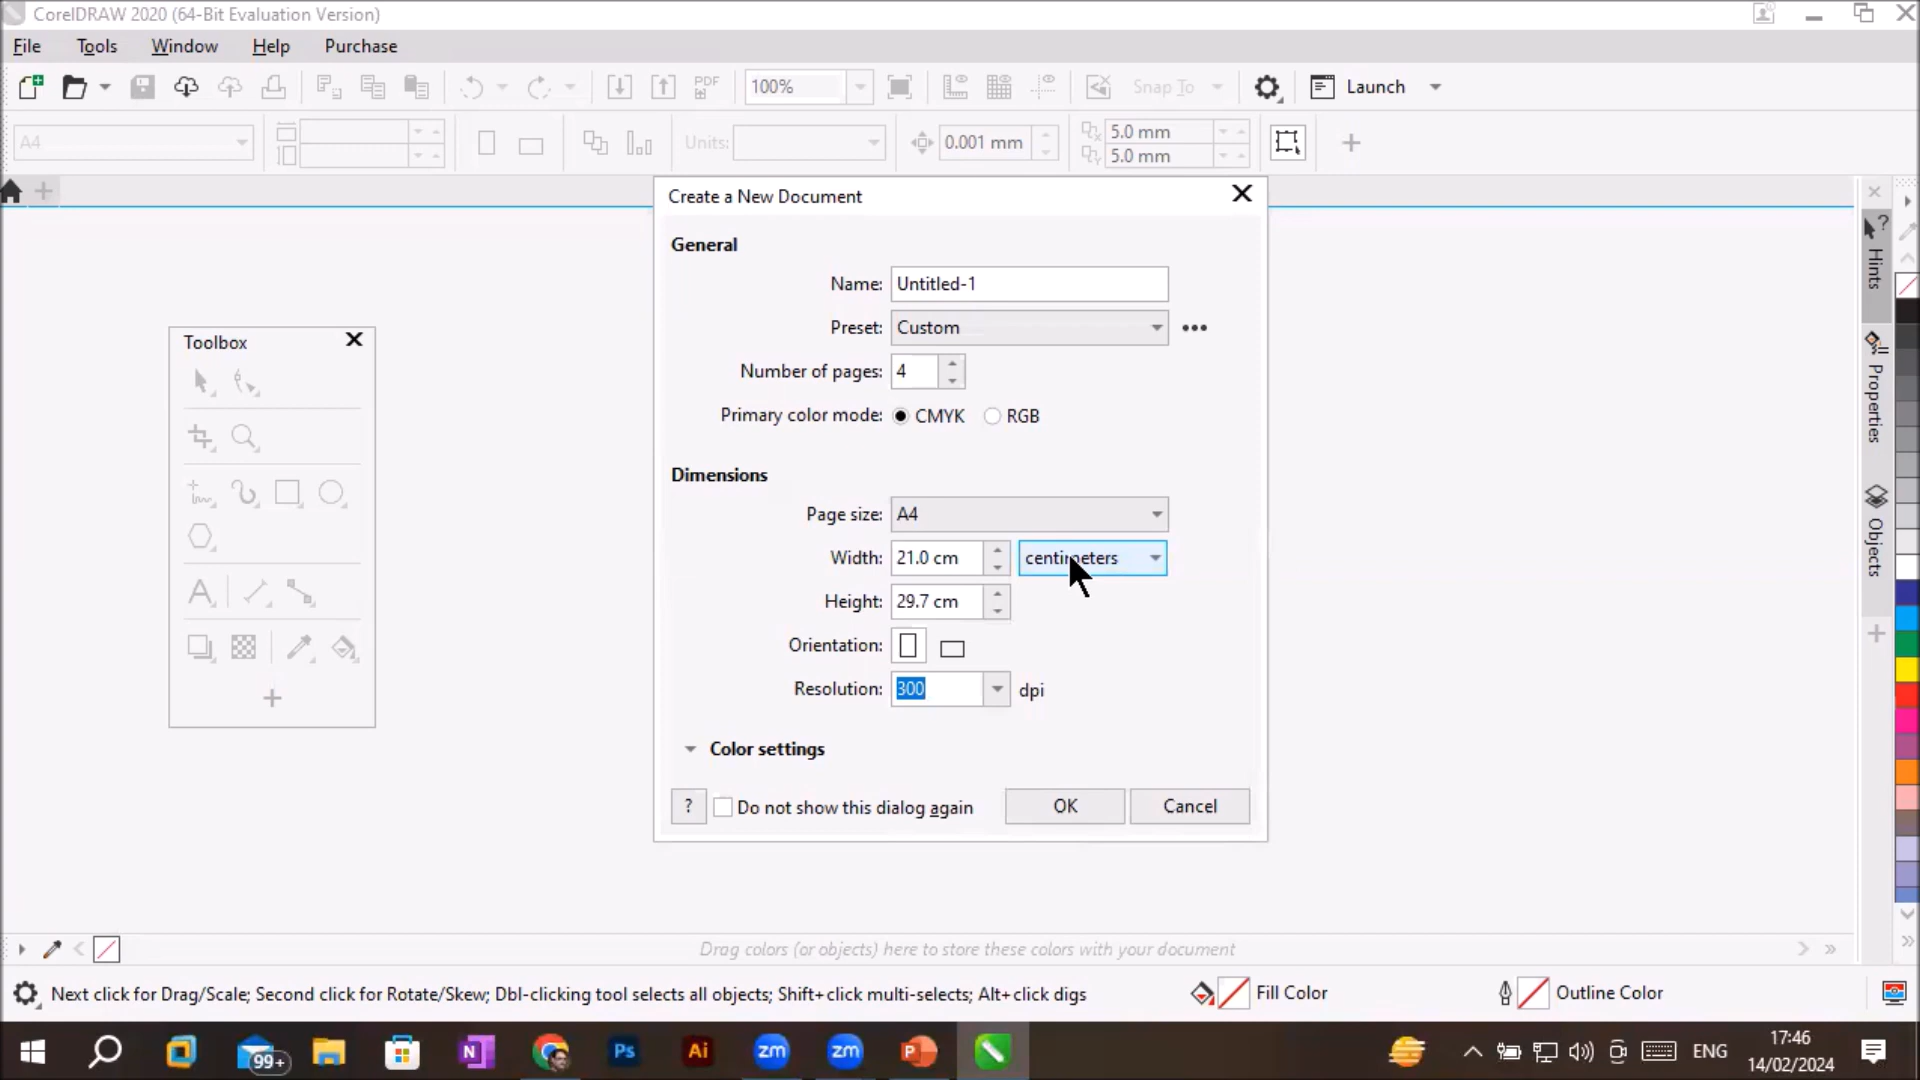 CorelDRAW 2020 (64-Bit Evaluation Version)
File Tools Window Help Purchase
PDF 100% Snap To Launch
A4 Units: 0.001 mm 5.0 mm
5.0 mm
Create a New Document
General
Name: Untitled-1
Preset: Custom
Number of pages: 4
Primary color mode: CMYK RGB
Dimensions
Page size: A4
Width: 21.0 cm centimeters
Height: 29.7 cm
Orientation:
Resolution: 300 dpi
Color settings
? Do not show this dialog again OK Cancel
Toolbox
Hints
Properties
Objects
Drag colors (or objects) here to store these colors with your document
Next click for Drag/Scale; Second click for Rotate/Skew; Dbl-clicking tool selects all objects; Shift+click multi-selects; Alt+click digs
Fill Color
Outline Color
99+ N Ps Ai zm zm P ENG
17:46
14/02/2024